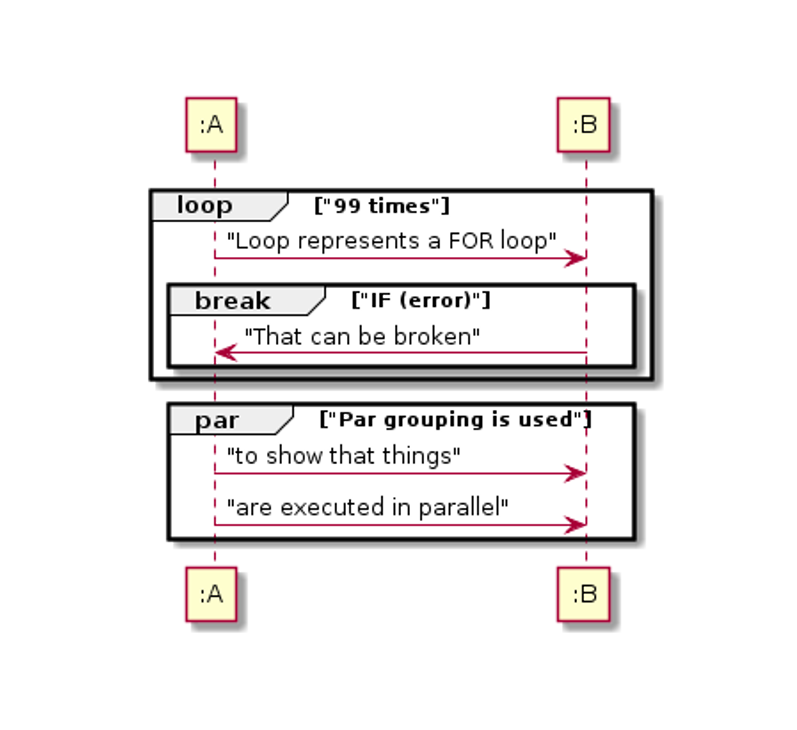 :A :B
loop ["99 times"]
"Loop represents a FOR loop"
break ["IF (error)"]
"That can be broken"
par ["Par grouping is used"]
"to show that things"
"are executed in parallel"
:A :B